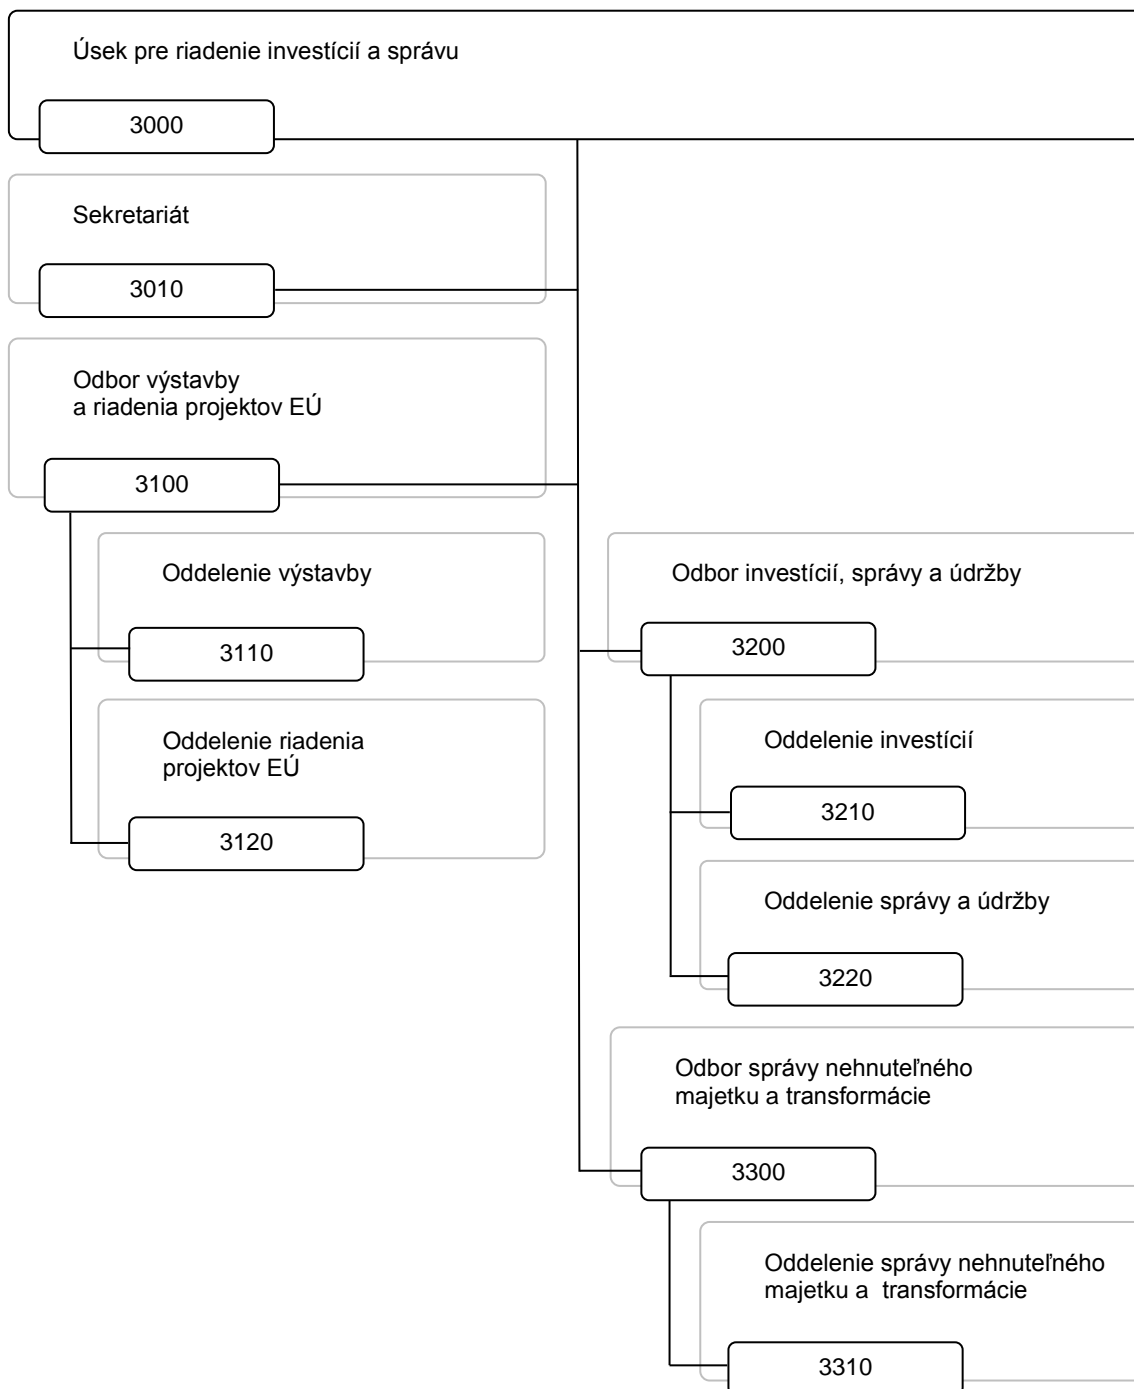 Úsek pre riadenie investícií a správu
3000
Sekretariát
3010
Odbor výstavby
a riadenia projektov EÚ
3100
Oddelenie výstavby
3110
Oddelenie riadenia
projektov EÚ
3120
Odbor investícií, správy a údržby
3200
Oddelenie investícií
3210
Oddelenie správy a údržby
3220
Odbor správy nehnuteľného
majetku a transformácie
3300
Oddelenie správy nehnuteľného
majetku a  transformácie
3310